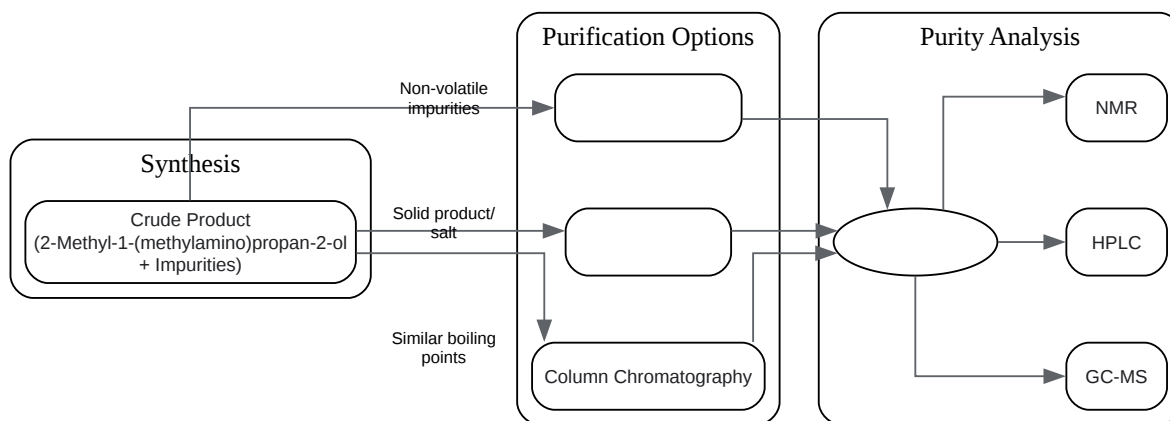 Purification Options
Purity Analysis
Non-volatile
impurities
NMR
Synthesis
Crude Product
(2-Methyl-1-(methylamino)propan-2-ol
+ Impurities)
Solid product/
salt
HPLC
Similar boiling
points
Column Chromatography
GC-MS